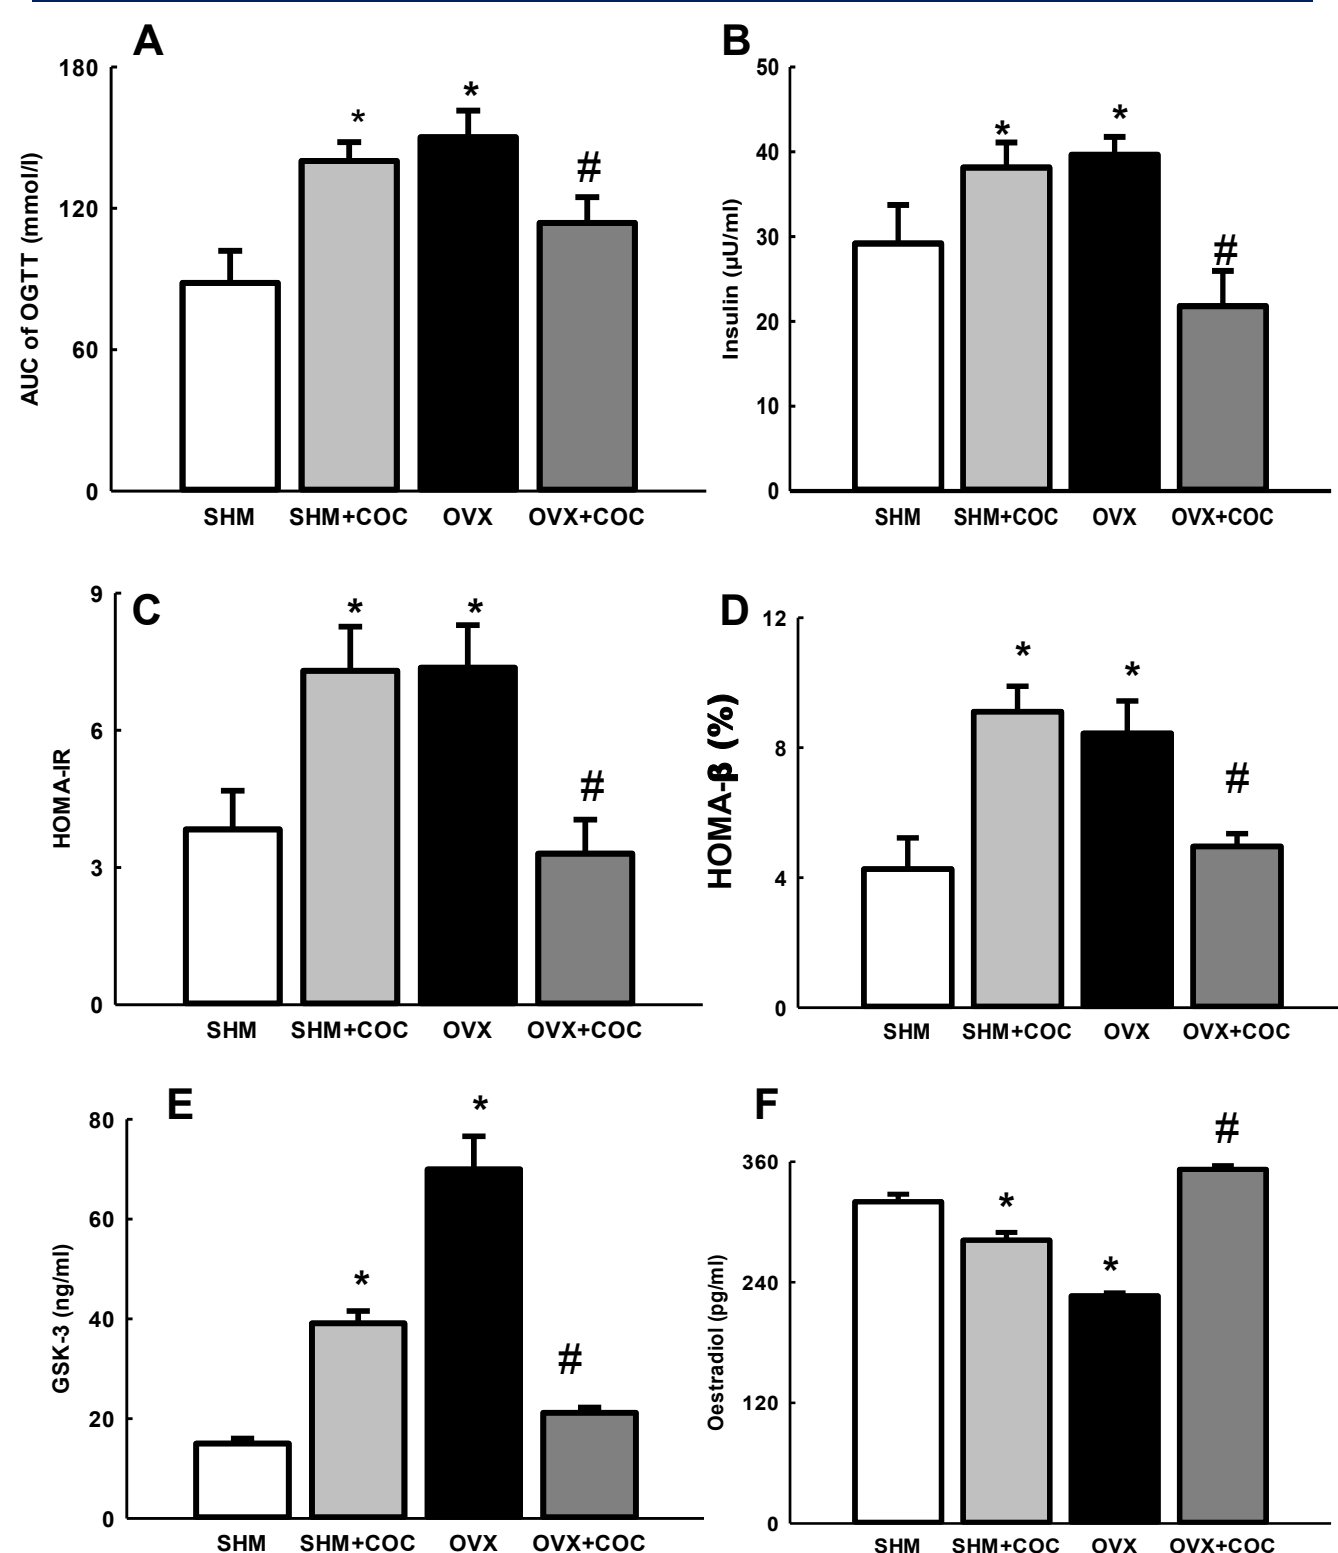 A
180
120
60
0
AUC of OGTT (mmol/l)
*
*
#
SHM SHM+COC OVX OVX+COC
B
50
40
30
20
10
0
Insulin (µU/ml)
*
*
#
SHM SHM+COC OVX OVX+COC
C
9
6
3
0
HOMA-IR
*
*
#
SHM SHM+COC OVX OVX+COC
D
12
8
4
0
HOMA-β (%)
*
*
#
SHM SHM+COC OVX OVX+COC
E
80
60
40
20
0
GSK-3 (ng/ml)
*
*
#
SHM SHM+COC OVX OVX+COC
F
360
240
120
0
Oestradiol (pg/ml)
*
*
#
SHM SHM+COC OVX OVX+COC